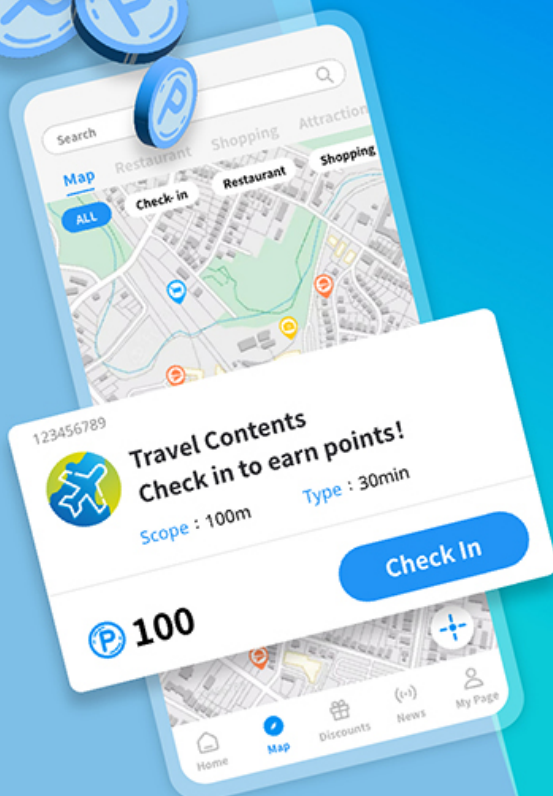 Search
Map Restaurant Shopping Attraction
ALL Check- in Restaurant Shopping
123456789
Travel Contents
Check in to earn points!
Scope : 100m Type : 30min
P 100
Check In
Home Map Discounts News My Page